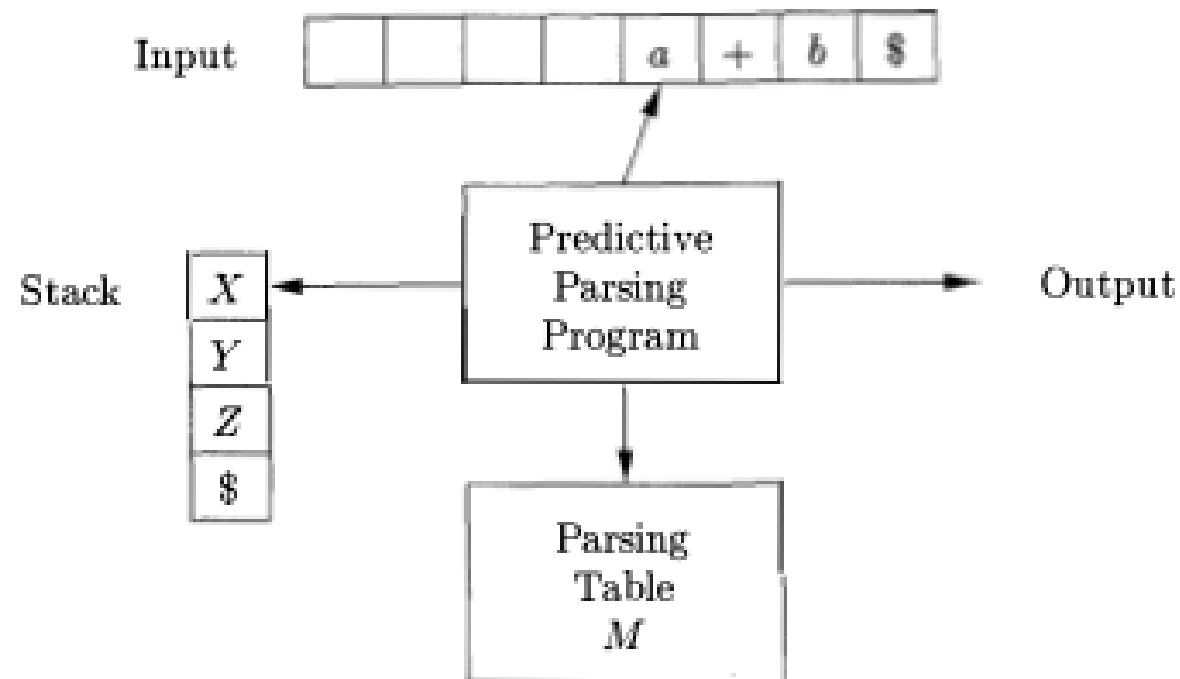 Input
a + b $
Predictive
Parsing
Program
Stack
X
Y
Z
$
Output
Parsing
Table
M